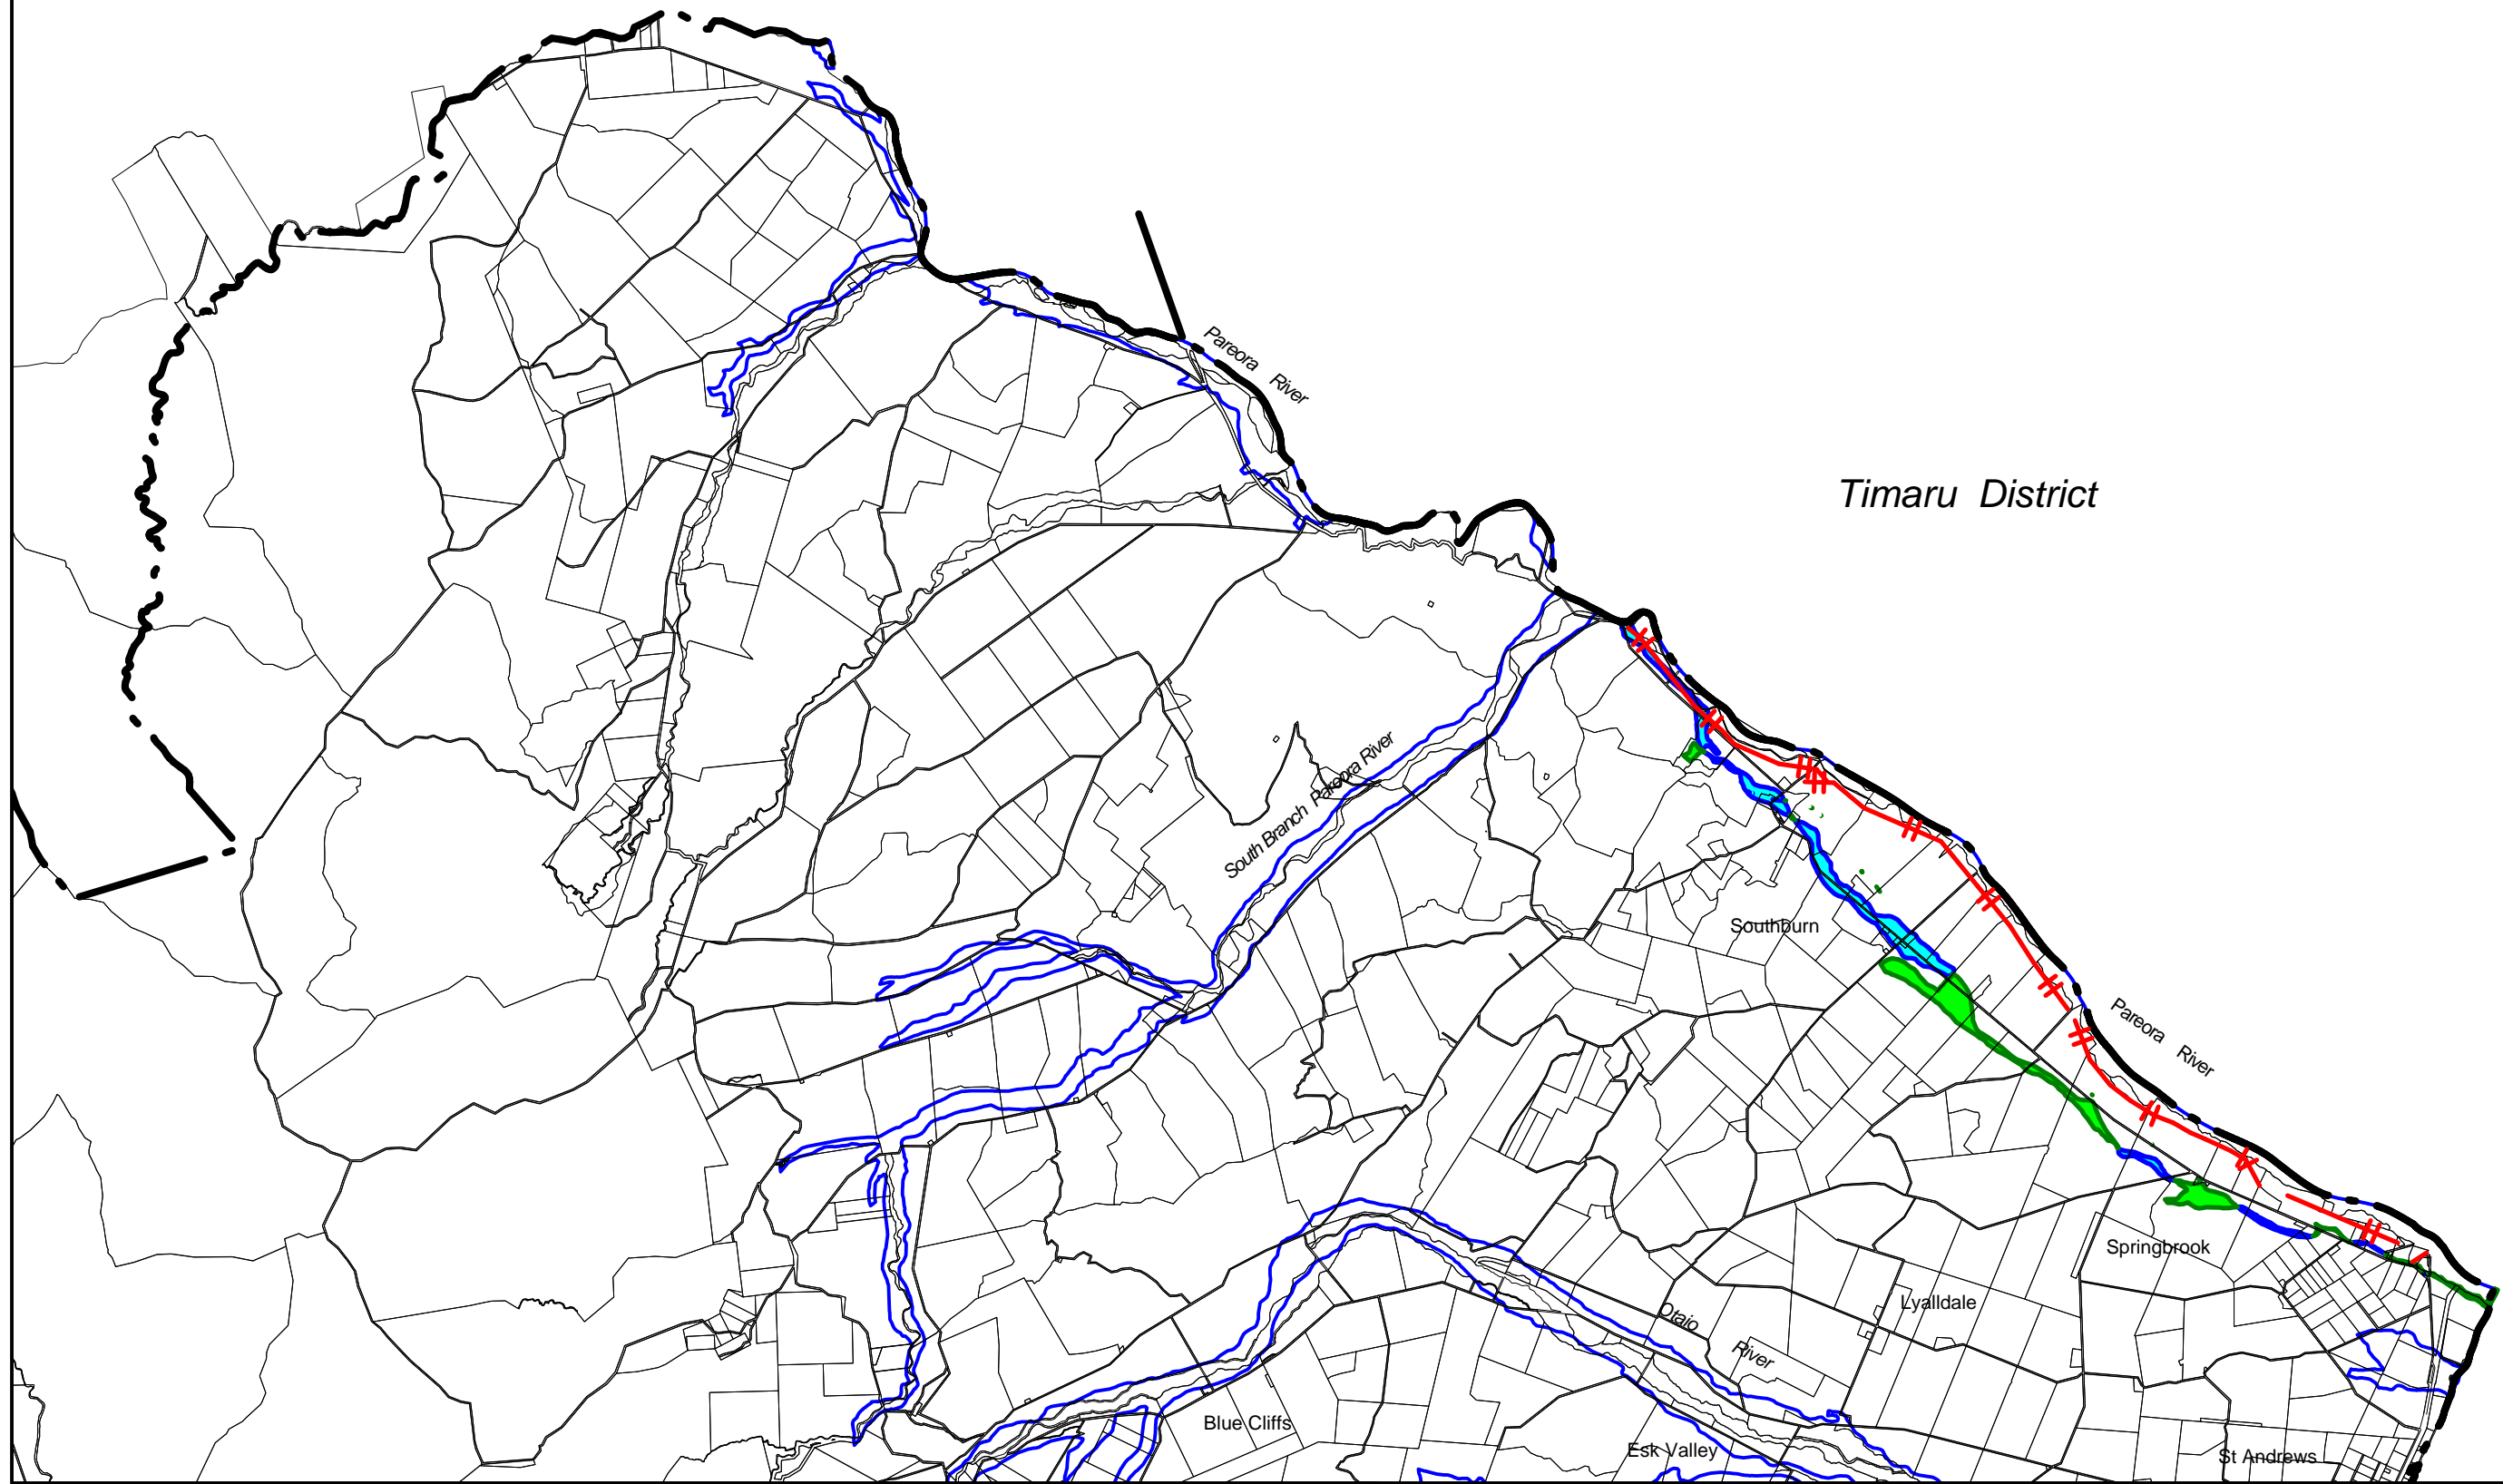 Pareora River
Timaru District
South Branch Pareora River
Southburn
Pareora River
Springbrook
Lyalldale
Otaio
River
Blue Cliffs
Esk Valley
St Andrews